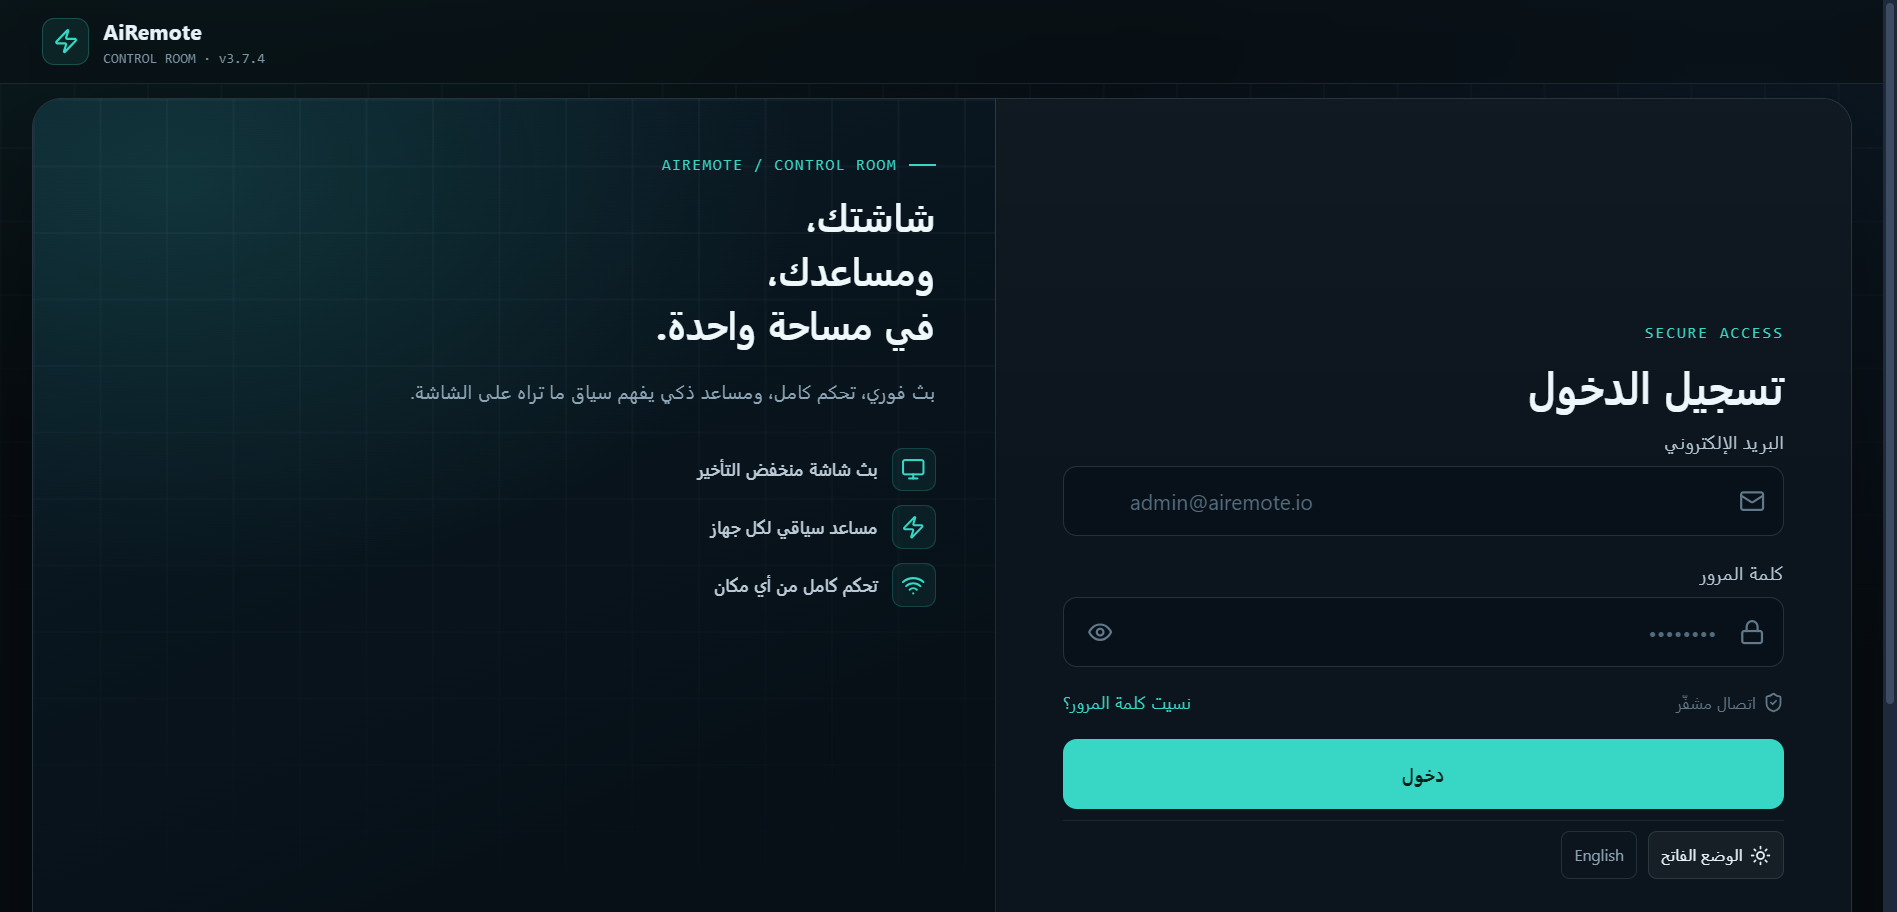 AiRemote
CONTROL ROOM · v3.7.4
AIREMOTE / CONTROL ROOM
شاشتك،
ومساعدك،
في مساحة واحدة.
بث فوري، تحكم كامل، ومساعد ذكي يفهم سياق ما تراه على الشاشة.
بث شاشة منخفض التأخير
مساعد سياقي لكل جهاز
تحكم كامل من أي مكان
SECURE ACCESS
تسجيل الدخول
البريد الإلكتروني
admin@airemote.io
كلمة المرور
••••••••
اتصال مشفّر
نسيت كلمة المرور؟
دخول
الوضع الفاتح
English